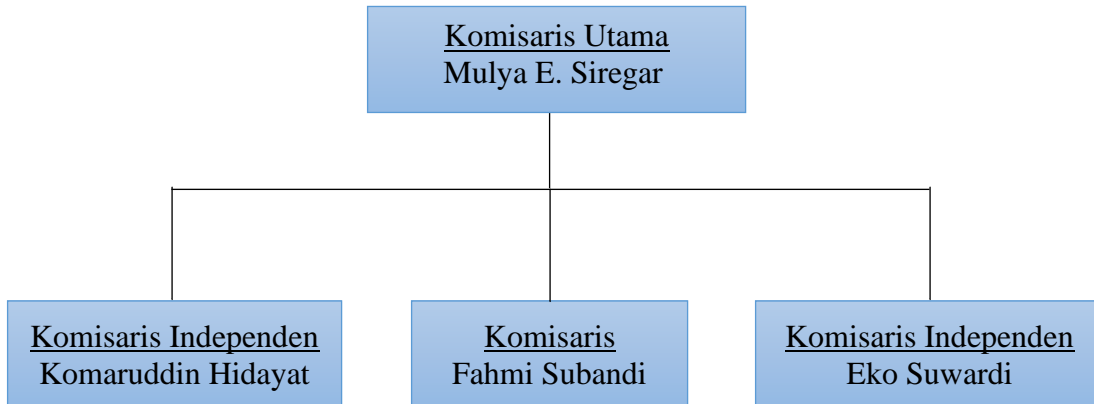 Komisaris Utama
Mulya E. Siregar
Komisaris Independen
Komaruddin Hidayat
Komisaris
Fahmi Subandi
Komisaris Independen
Eko Suwardi